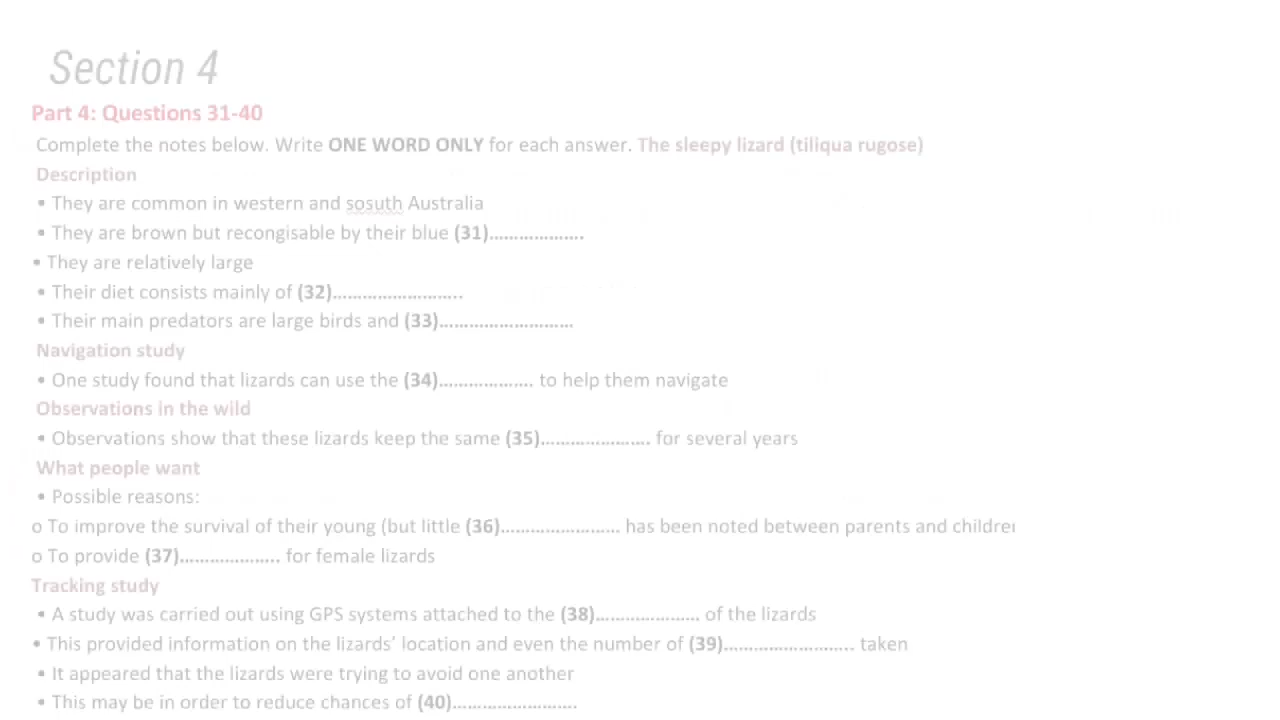 Section 4
Part 4: Questions 31-40
Complete the notes below. Write ONE WORD ONLY for each answer. The sleepy lizard (tiliqua rugose)
Description
• They are common in western and sosuth Australia
• They are brown but recongisable by their blue (31)……………….
• They are relatively large
• Their diet consists mainly of (32)……………………..
• Their main predators are large birds and (33)………………………
Navigation study
• One study found that lizards can use the (34)………………. to help them navigate
Observations in the wild
• Observations show that these lizards keep the same (35)…………………. for several years
What people want
• Possible reasons:
o To improve the survival of their young (but little (36)…………………… has been noted between parents and childrei
o To provide (37)……………….. for female lizards
Tracking study
• A study was carried out using GPS systems attached to the (38)………………… of the lizards
• This provided information on the lizards’ location and even the number of (39)…………………….. taken
• It appeared that the lizards were trying to avoid one another
• This may be in order to reduce chances of (40)…………………….